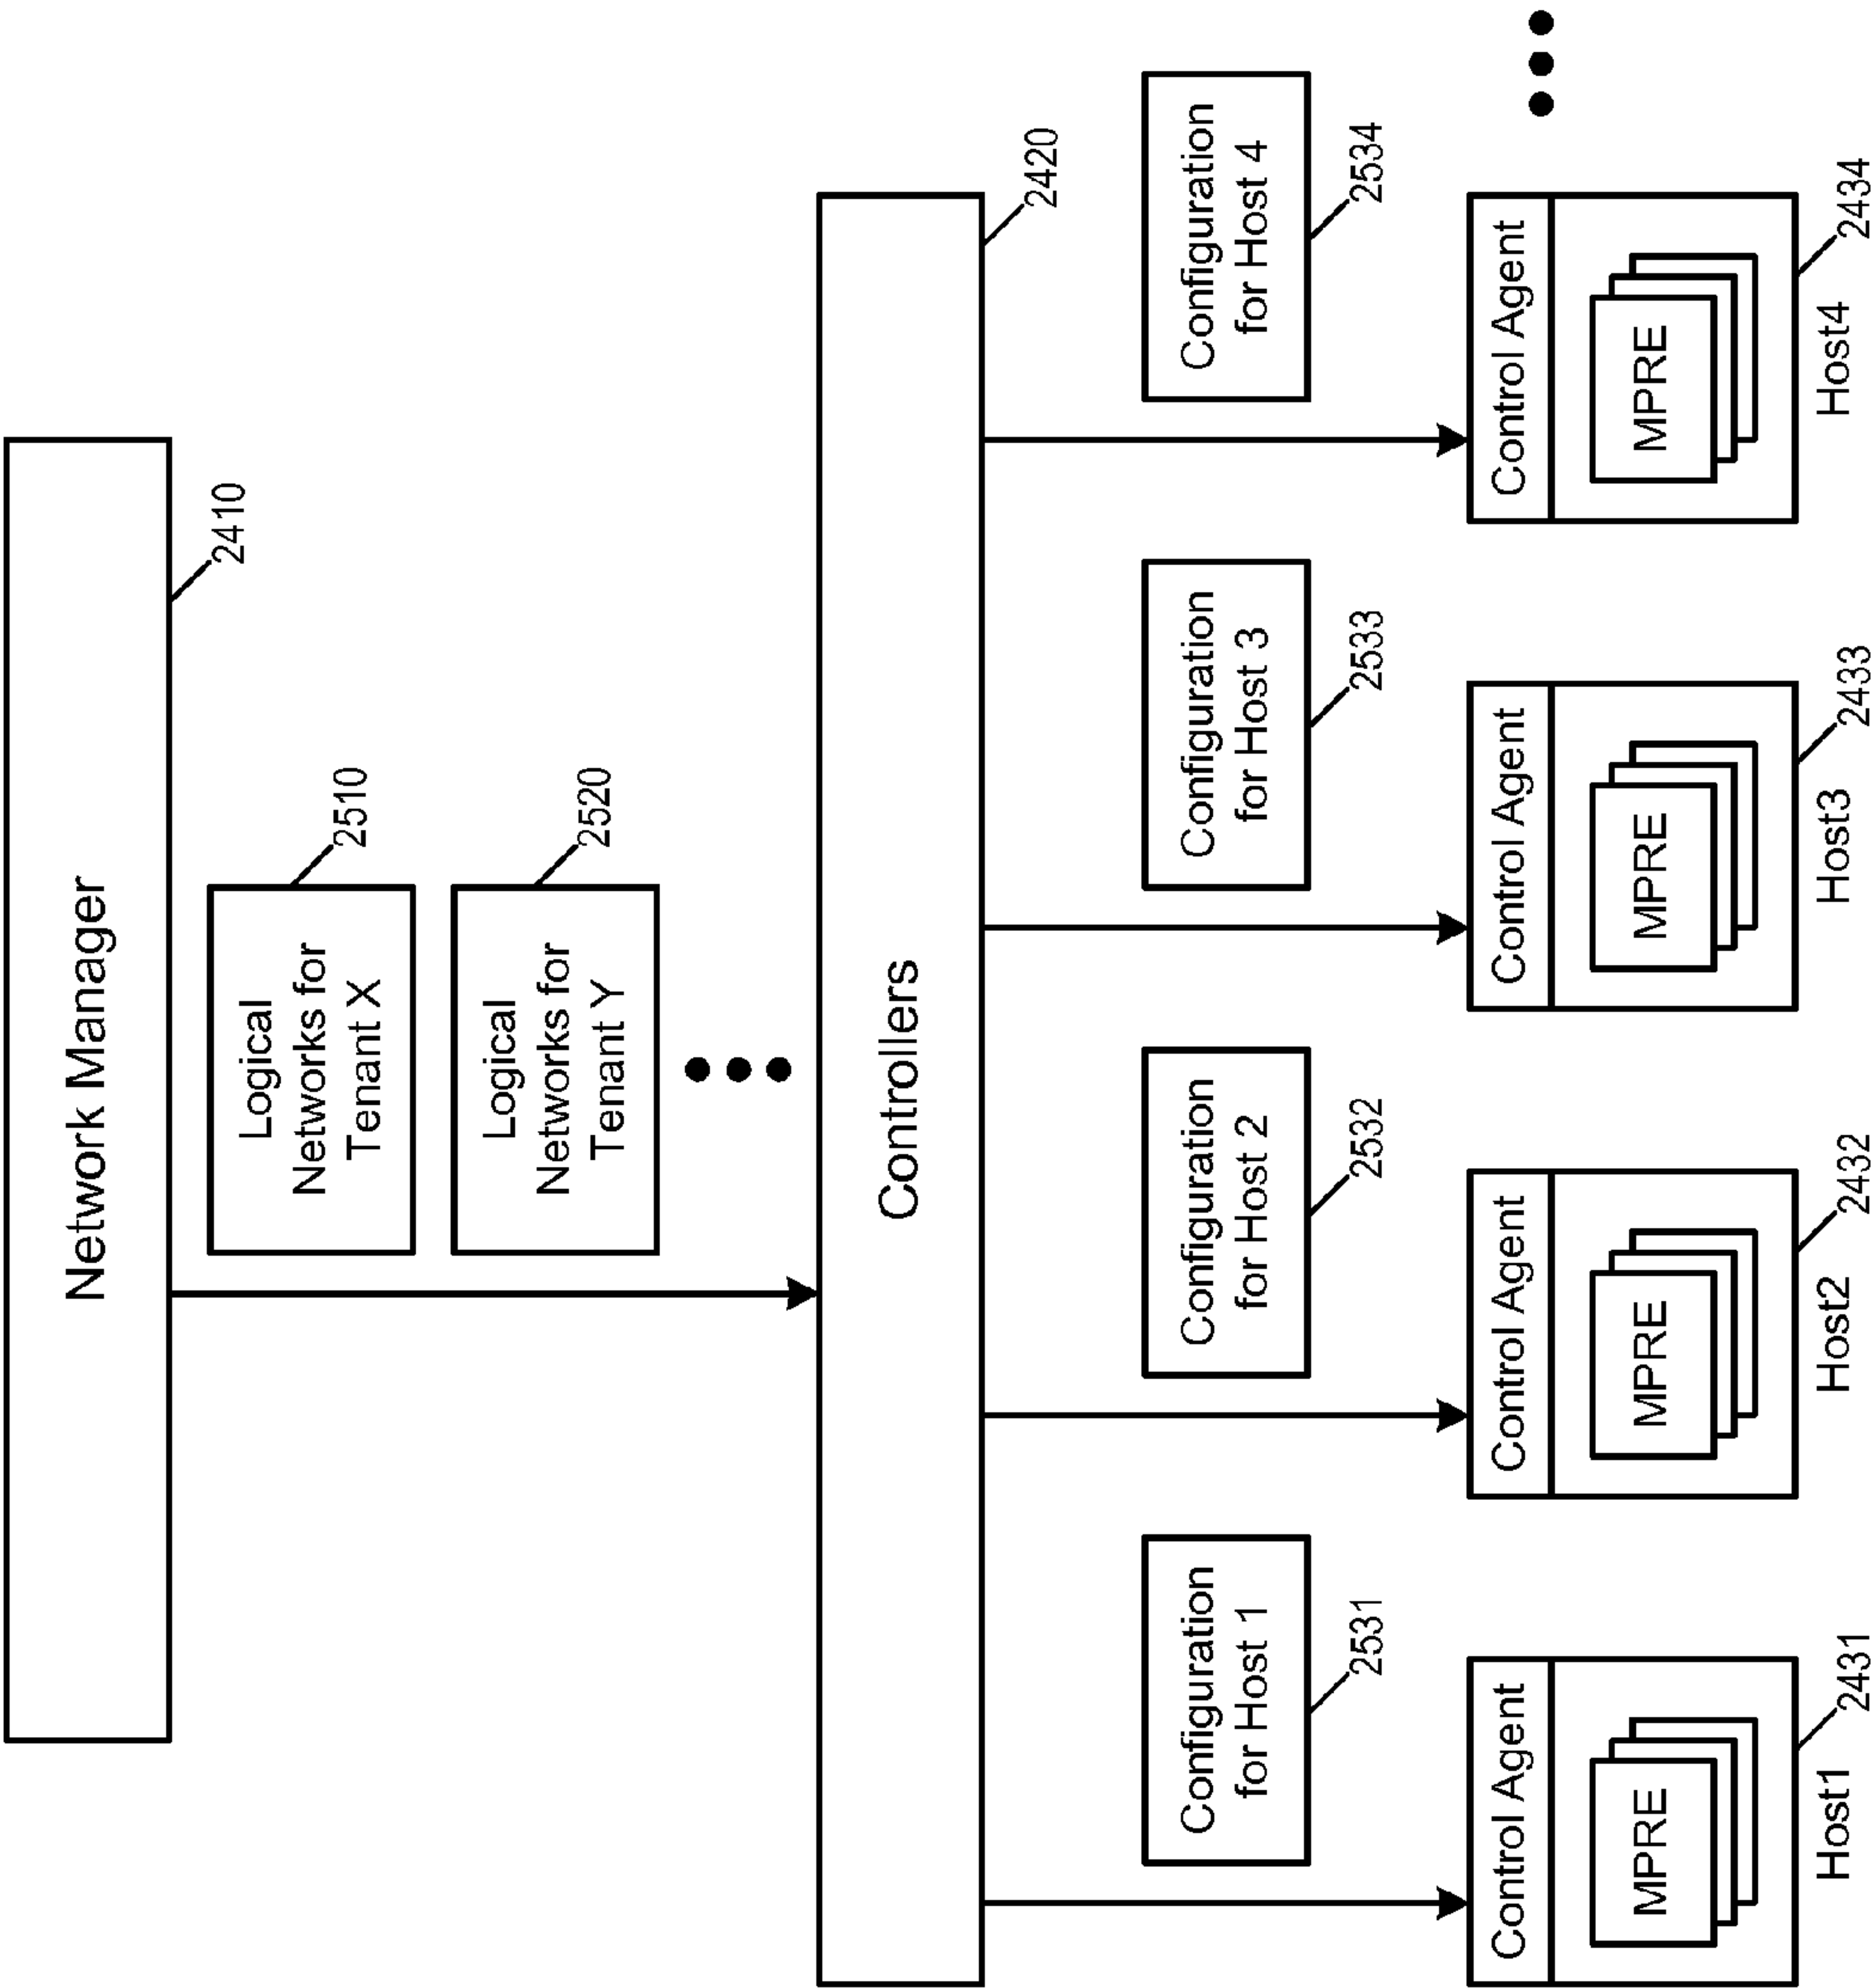 Network Manager
2410
Logical
Networks for
Tenant X
2510
Logical
Networks for
Tenant Y
2520
Controllers
2420
Configuration
for Host 1
2531
Configuration
for Host 2
2532
Configuration
for Host 3
2533
Configuration
for Host 4
2534
Control Agent
MPRE
2431
Host1
Control Agent
MPRE
2432
Host2
Control Agent
MPRE
2433
Host3
Control Agent
MPRE
2434
Host4